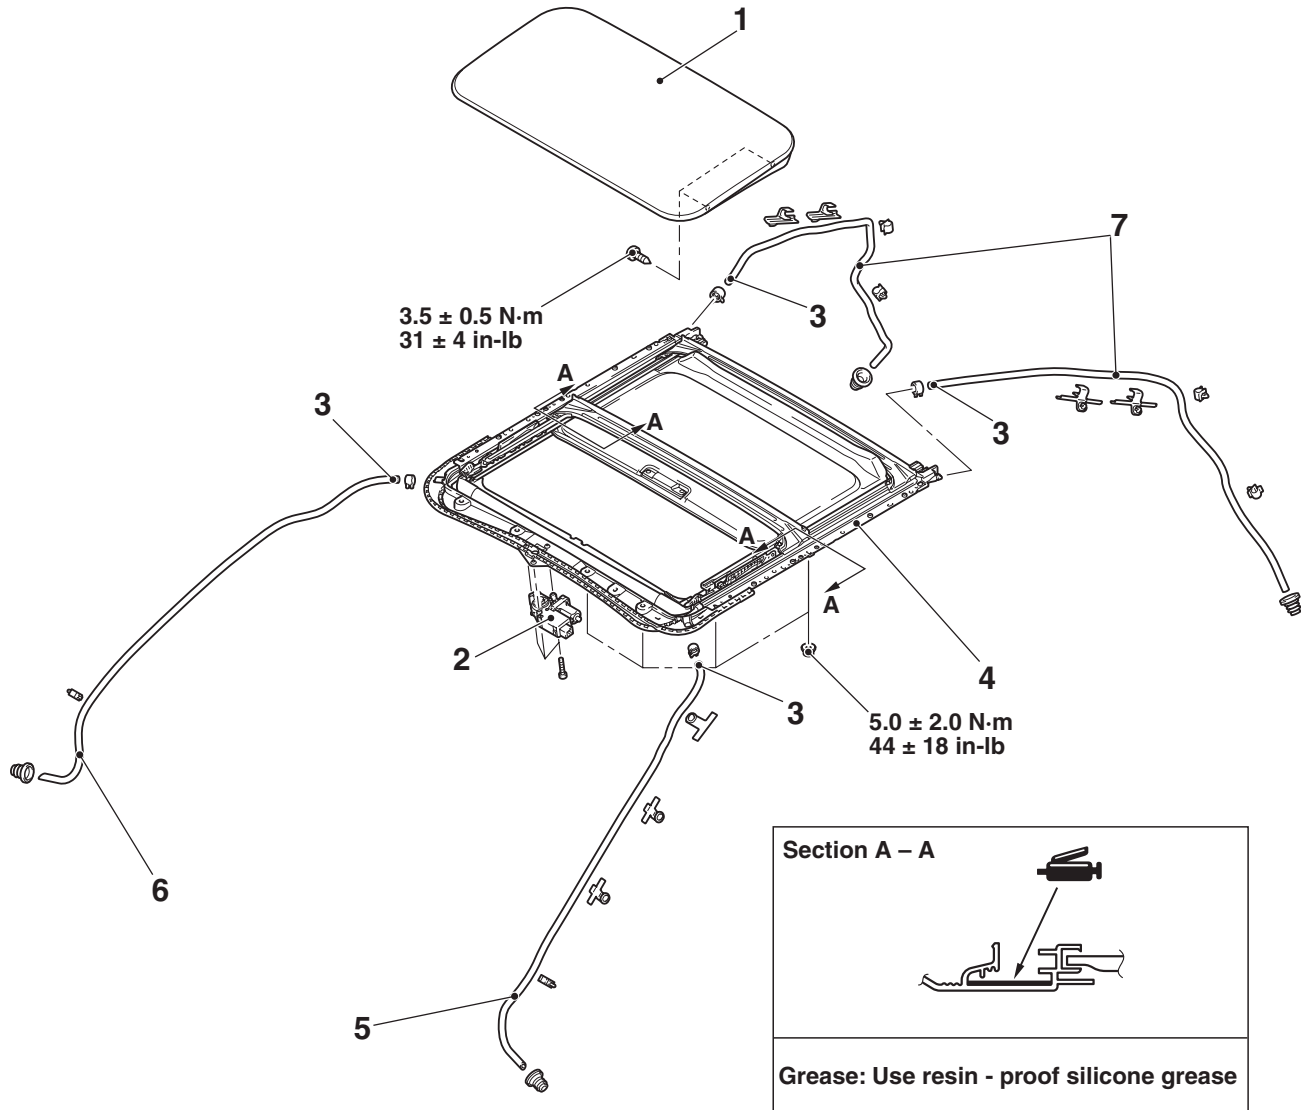 1
7
3
3.5 ± 0.5 N·m
31 ± 4 in-lb
A
3
A
3
A
A
2
4
3
5.0 ± 2.0 N·m
44 ± 18 in-lb
6
5
Section A – A
Grease: Use resin - proof silicone grease